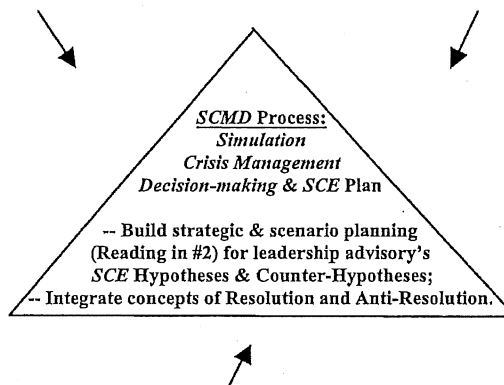 SCMD Process:
Simulation
Crisis Management
Decision-making & SCE Plan
-- Build strategic & scenario planning
(Reading in #2) for leadership advisory's
SCE Hypotheses & Counter-Hypotheses;
-- Integrate concepts of Resolution and Anti-Resolution.